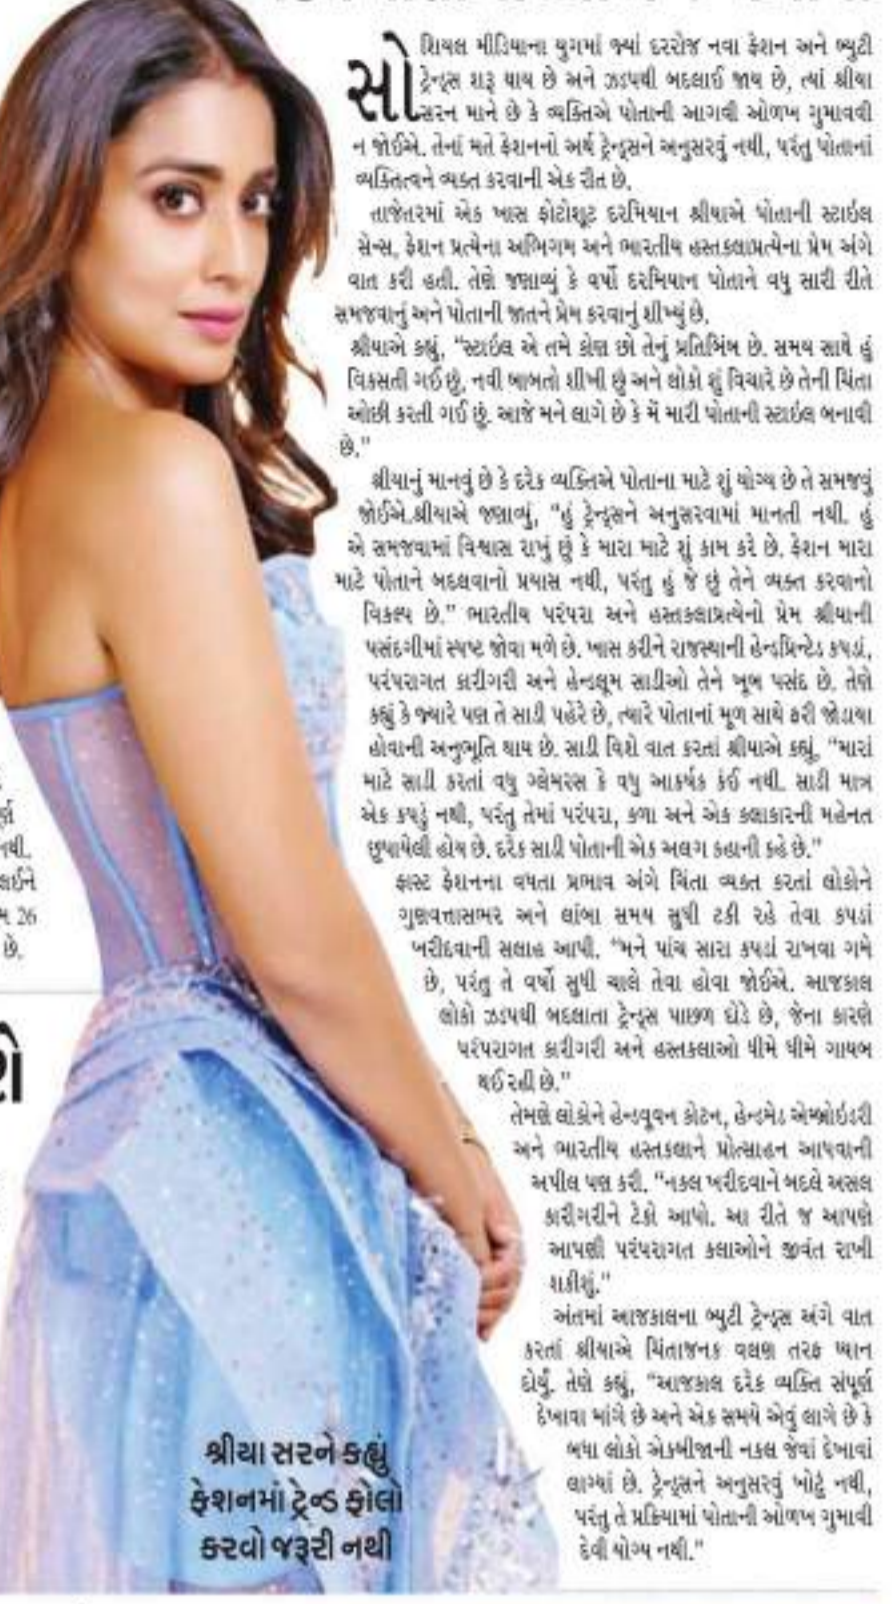 સોશિયલ મીડિયાના યુગમાં જ્યાં દરરોજ નવા ફેશન અને બ્યુટી
ટ્રેન્ડ્સ શરૂ થાય છે અને ઝડપથી બદલાઈ જાય છે, ત્યાં શ્રીયા
સરન માને છે કે વ્યક્તિએ પોતાની આગવી ઓળખ ગુમાવવી
ન જોઈએ. તેનાં મતે ફેશનનો અર્થ ટ્રેન્ડ્સને અનુસરવું નથી, પરંતુ પોતાનાં
વ્યક્તિત્વને વ્યક્ત કરવાની એક રીત છે.
તાજેતરમાં એક ખાસ ફોટોશૂટ દરમિયાન શ્રીયાએ પોતાની સ્ટાઇલ
સેન્સ, ફેશન પ્રત્યેના અભિગમ અને ભારતીય હસ્તકલાપ્રત્યેના પ્રેમ અંગે
વાત કરી હતી. તેણે જણાવ્યું કે વર્ષો દરમિયાન પોતાને વધુ સારી રીતે
સમજવાનું અને પોતાની જાતને પ્રેમ કરવાનું શીખ્યું છે.
શ્રીયાએ કહ્યું, “સ્ટાઇલ એ તમે કોણ છો તેનું પ્રતિબિંબ છે. સમય સાથે હું
વિકસતી ગઈ છું, નવી બાબતો શીખી છું અને લોકો શું વિચારે છે તેની ચિંતા
ઓછી કરતી ગઈ છું. આજે મને લાગે છે કે મેં મારી પોતાની સ્ટાઇલ બનાવી
છે.”
શ્રીયાનું માનવું છે કે દરેક વ્યક્તિએ પોતાના માટે શું યોગ્ય છે તે સમજવું
જોઈએ.શ્રીયાએ જણાવ્યું, “હું ટ્રેન્ડ્સને અનુસરવામાં માનતી નથી. હું
એ સમજવામાં વિશ્વાસ રાખું છું કે મારા માટે શું કામ કરે છે. ફેશન મારા
માટે પોતાને બદલવાનો પ્રયાસ નથી, પરંતુ હું જે છું તેને વ્યક્ત કરવાનો
વિકલ્પ છે.” ભારતીય પરંપરા અને હસ્તકલાપ્રત્યેનો પ્રેમ શ્રીયાની
પસંદગીમાં સ્પષ્ટ જોવા મળે છે. ખાસ કરીને રાજસ્થાની હેન્ડપ્રિન્ટેડ કપડાં,
પરંપરાગત કારીગરી અને હેન્ડલૂમ સાડીઓ તેને ખૂબ પસંદ છે. તેણે
કહ્યું કે જ્યારે પણ તે સાડી પહેરે છે, ત્યારે પોતાનાં મૂળ સાથે ફરી જોડાયા
હોવાની અનુભૂતિ થાય છે. સાડી વિશે વાત કરતાં શ્રીયાએ કહ્યું, “મારાં
માટે સાડી કરતાં વધુ ગ્લેમરસ કે વધુ આકર્ષક કંઈ નથી. સાડી માત્ર
એક કપડું નથી, પરંતુ તેમાં પરંપરા, કળા અને એક કલાકારની મહેનત
છુપાયેલી હોય છે. દરેક સાડી પોતાની એક અલગ કહાની કહે છે.”
ફાસ્ટ ફેશનના વધતા પ્રભાવ અંગે ચિંતા વ્યક્ત કરતાં લોકોને
ગુણવત્તાસભર અને લાંબા સમય સુધી ટકી રહે તેવા કપડાં
ખરીદવાની સલાહ આપી. “મને પાંચ સારા કપડાં રાખવા ગમે
છે, પરંતુ તે વર્ષો સુધી ચાલે તેવા હોવા જોઈએ. આજકાલ
લોકો ઝડપથી બદલાતા ટ્રેન્ડ્સ પાછળ દોડે છે, જેના કારણે
પરંપરાગત કારીગરી અને હસ્તકલાઓ ધીમે ધીમે ગાયબ
થઈ રહી છે.”
તેમણે લોકોને હેન્ડવૂવન કોટન, હેન્ડમેડ એમ્બ્રોઇડરી
અને ભારતીય હસ્તકલાને પ્રોત્સાહન આપવાની
અપીલ પણ કરી. “નકલ ખરીદવાને બદલે અસલ
કારીગરીને ટેકો આપો. આ રીતે જ આપણે
આપણી પરંપરાગત કલાઓને જીવંત રાખી
શકીશું.”
અંતમાં આજકાલના બ્યુટી ટ્રેન્ડ્સ અંગે વાત
કરતાં શ્રીયાએ ચિંતાજનક વલણ તરફ ધ્યાન
દોર્યું. તેણે કહ્યું, “આજકાલ દરેક વ્યક્તિ સંપૂર્ણ
દેખાવા માંગે છે અને એક સમયે એવું લાગે છે કે
બધા લોકો એકબીજાની નકલ જેવાં દેખાવાં
લાગ્યાં છે. ટ્રેન્ડ્સને અનુસરવું ખોટું નથી,
પરંતુ તે પ્રક્રિયામાં પોતાની ઓળખ ગુમાવી
દેવી યોગ્ય નથી.”
શ્રીયા સરને કહ્યું
ફેશનમાં ટ્રેન્ડ ફોલો
કરવો જરૂરી નથી
નથી.
લઈને
26
છે.